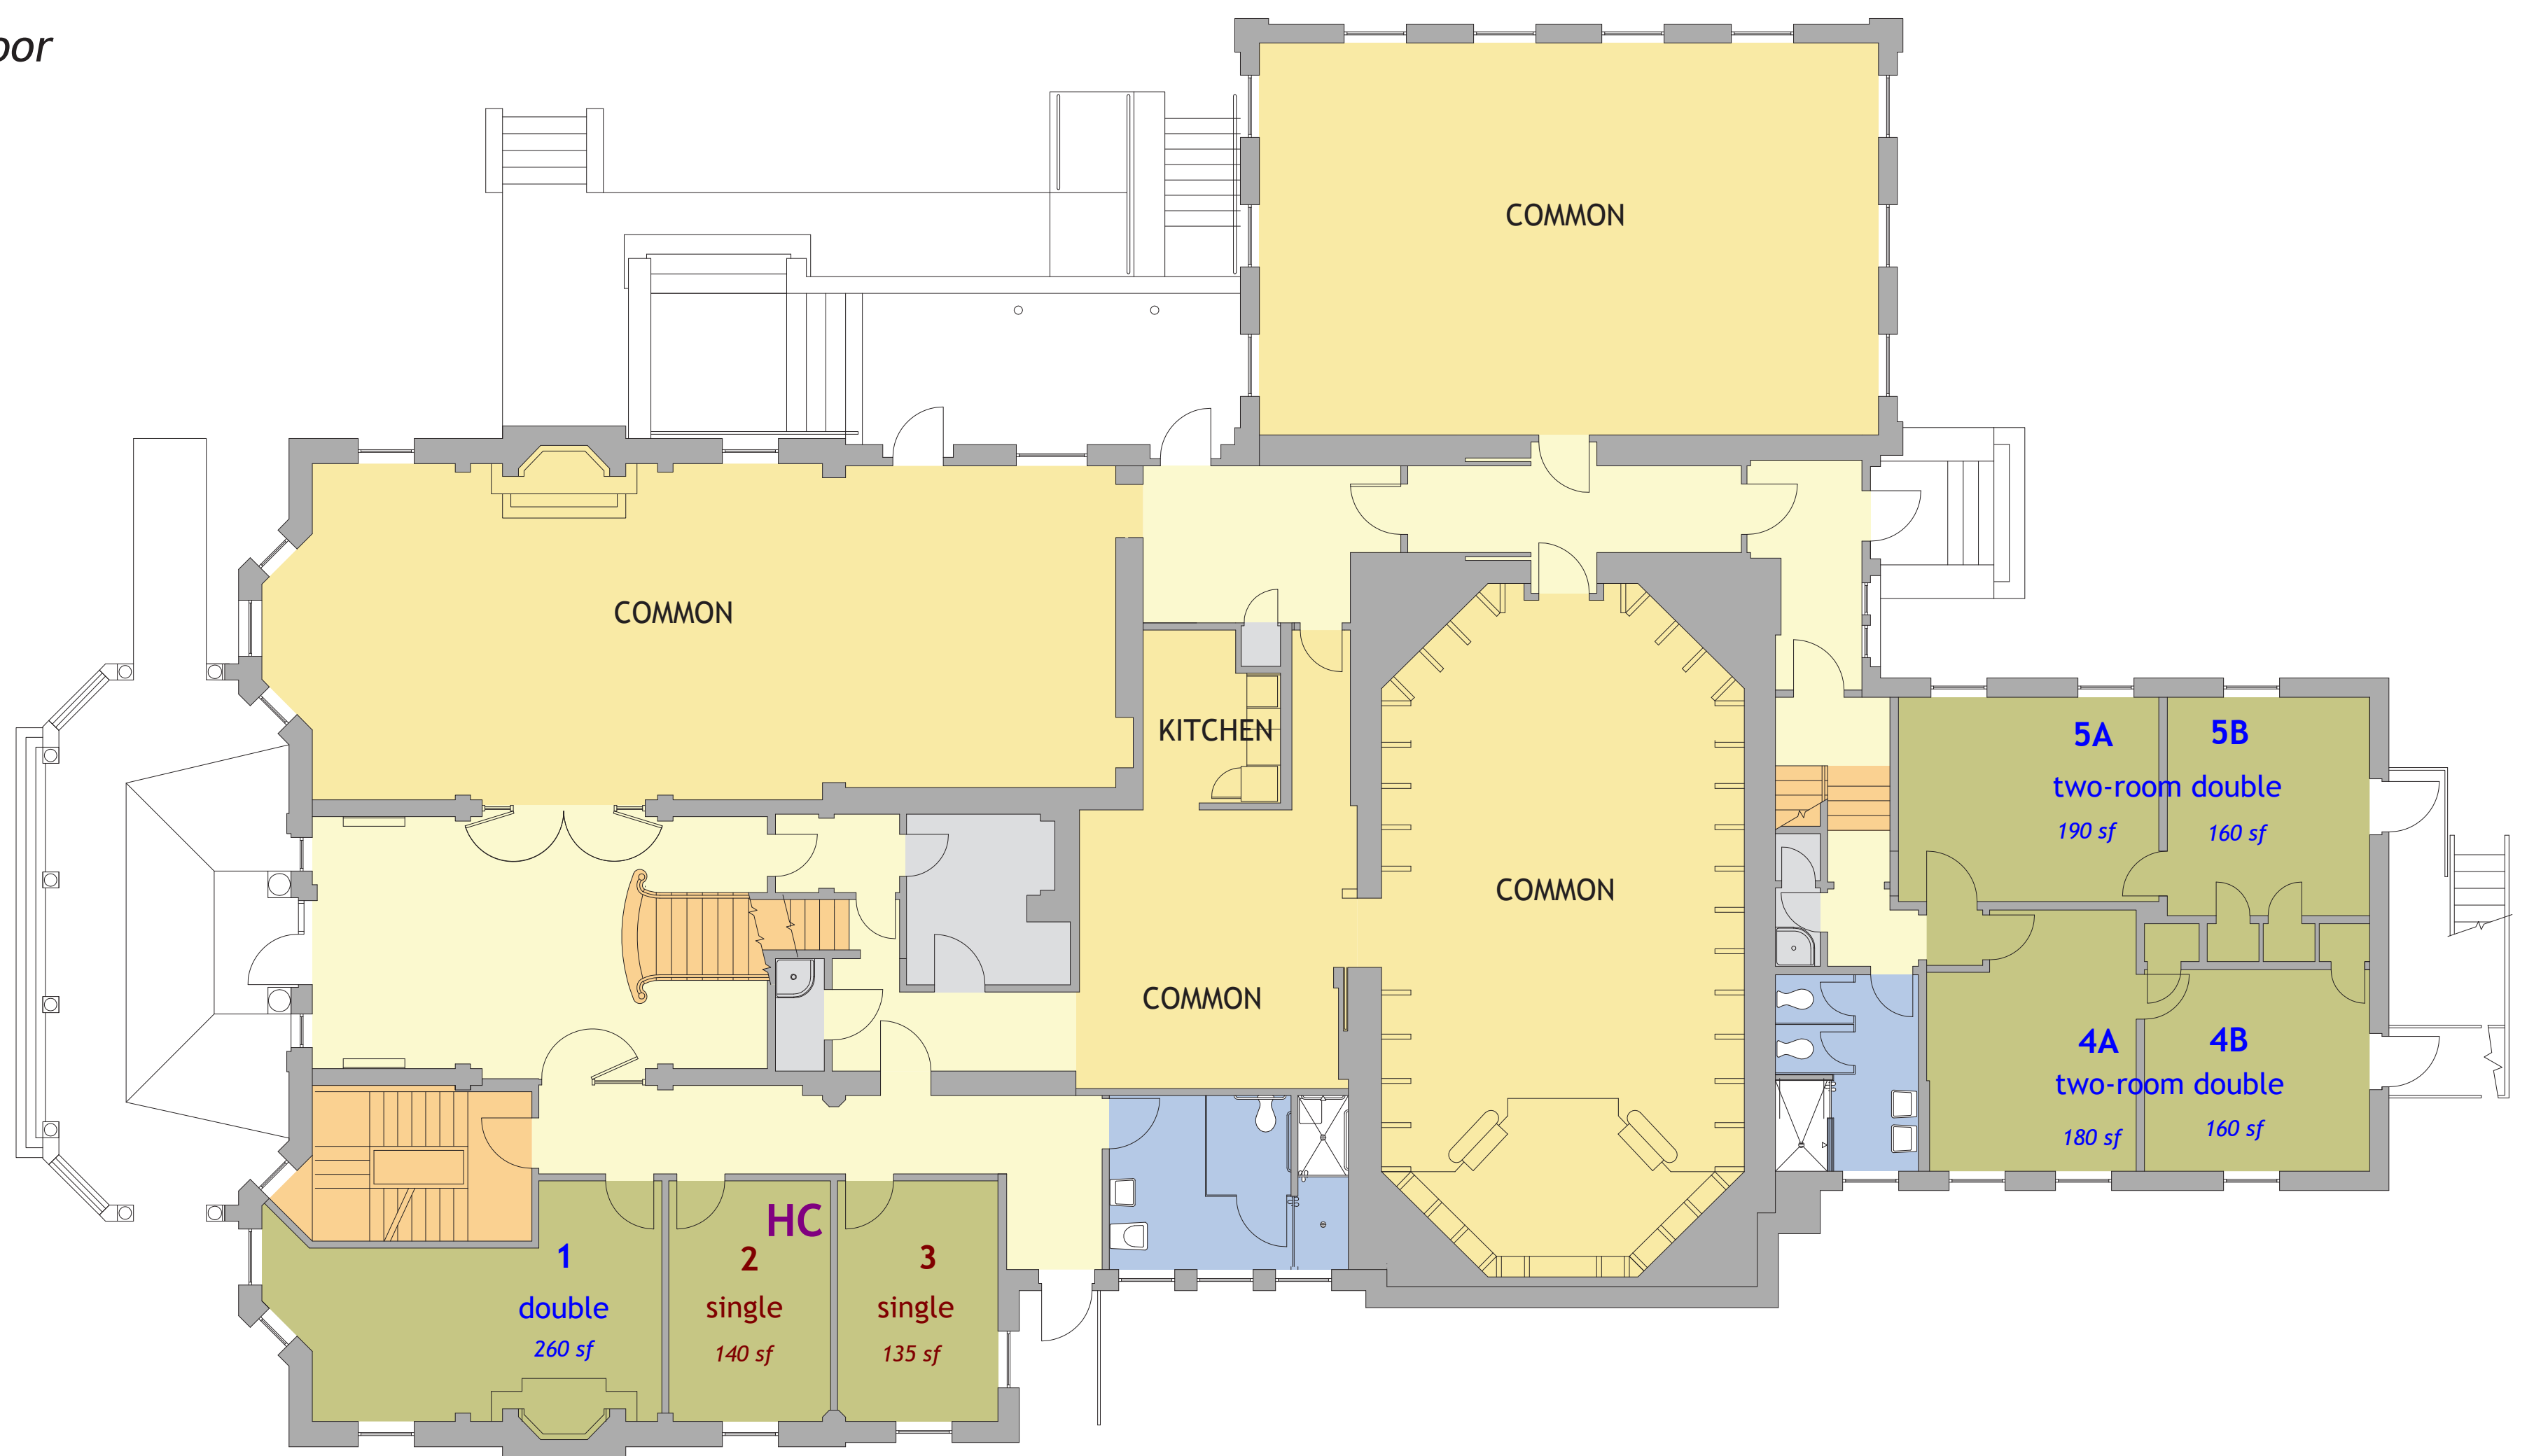 oor
COMMON
COMMON
KITCHEN
COMMON
COMMON
5A
5B
two-room double
190 sf
160 sf
4A
4B
two-room double
180 sf
160 sf
HC
1
double
260 sf
2
single
140 sf
3
single
135 sf